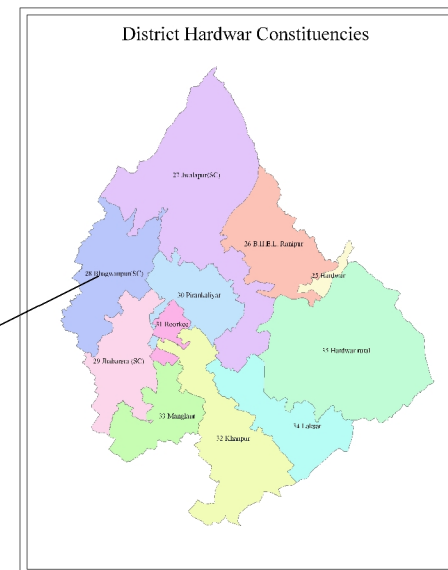 District Hardwar Constituencies
27 Jwalapur(SC)
26 B.H.E.L. Ranipur
25 Hardwar
28 Bhagwanpur(SC)
30 Pirankaliyar
31 Roorkee
35 Hardwar rural
29 Jhabarera (SC)
33 Manglaur
34 Laksar
32 Khanpur